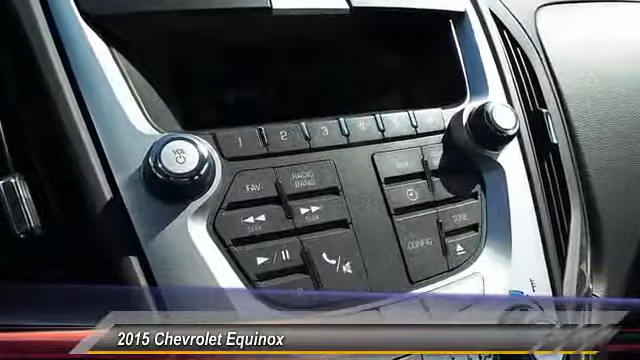 1 2 3
VOL
FAV RADIO BAND
SEEK SEEK
CONFIG TONE
2015 Chevrolet Equinox